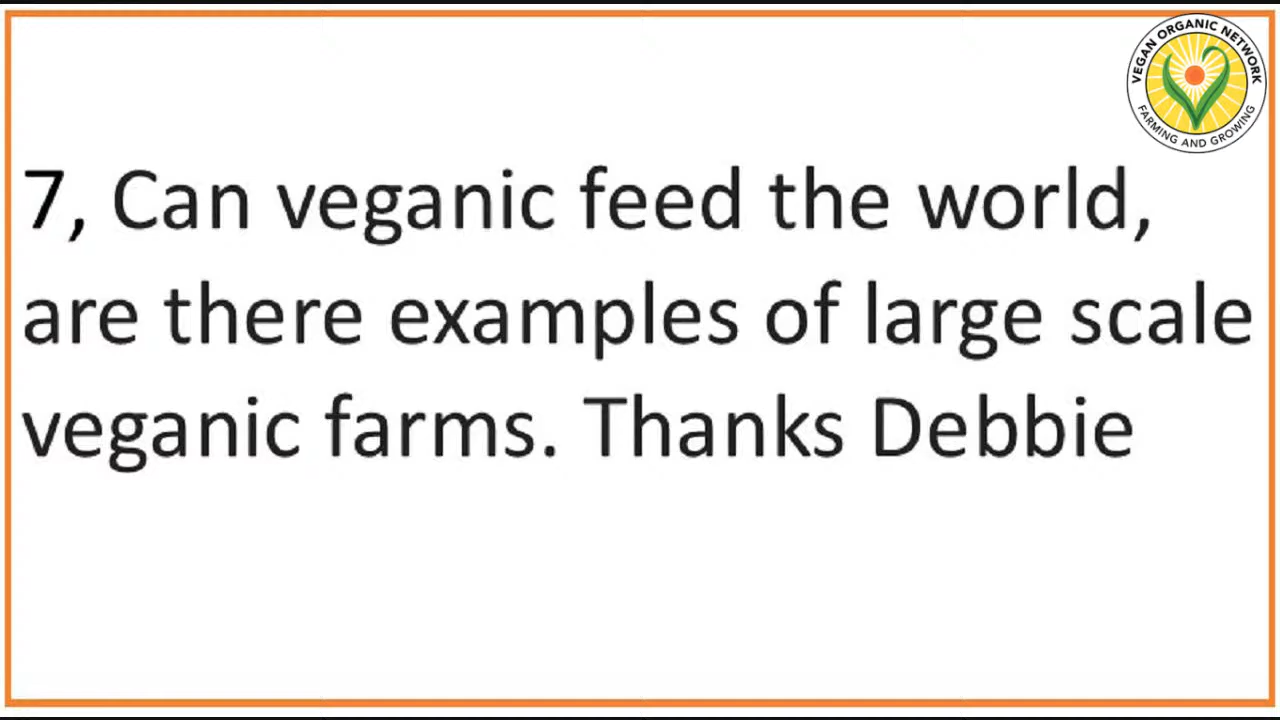 VEGAN ORGANIC NETWORK
FARMING AND GROWING
7, Can veganic feed the world,
are there examples of large scale
veganic farms. Thanks Debbie